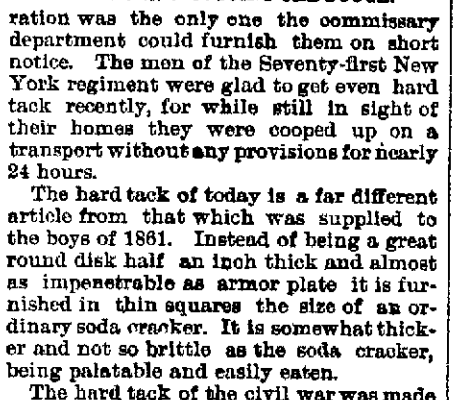 ration was the only one the commissary
department could furnish them on short
notice. The men of the Seventy-first New
York regiment were glad to get even hard
tack recently, for while still in sight of
their homes they were cooped up on a
transport without any provisions for nearly
24 hours.
The hard tack of today is a far different
article from that which was supplied to
the boys of 1861. Instead of being a great
round disk half an inch thick and almost
as impenetrable as armor plate it is fur-
nished in thin squares the size of an or-
dinary soda cracker. It is somewhat thick-
er and not so brittle as the soda cracker,
being palatable and easily eaten.
The hard tack of the civil war was made